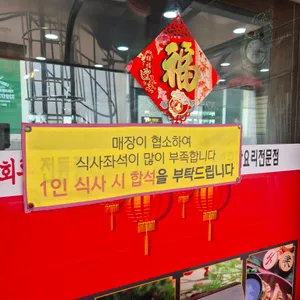 福
매장이 협소하여
식사좌석이 많이 부족합니다
1인 식사 시 합석을 부탁드립니다
요리전문점